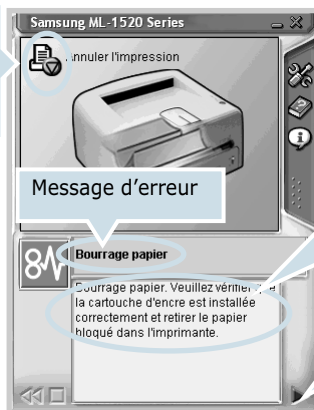 Samsung ML-1520 Series
Annuler l'impression
Message d'erreur
Bourrage papier
Bourrage papier. Veuillez vérifier que
la cartouche d'encre est installée
correctement et retirer le papier
bloqué dans l'imprimante.